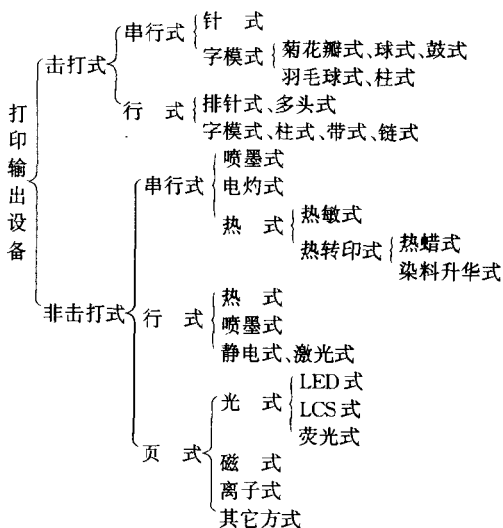 针 式
串行式
字模式
菊花瓣式、球式、鼓式
羽毛球式、柱式
击打式
行 式
排针式、多头式
字模式、柱式、带式、链式
打印输出设备
喷墨式
串行式
电灼式
热 式
热敏式
热转印式
热蜡式
染料升华式
非击打式
热 式
行 式
喷墨式
静电式、激光式
LED式
光 式
LCS式
荧光式
页 式
磁 式
离子式
其它方式